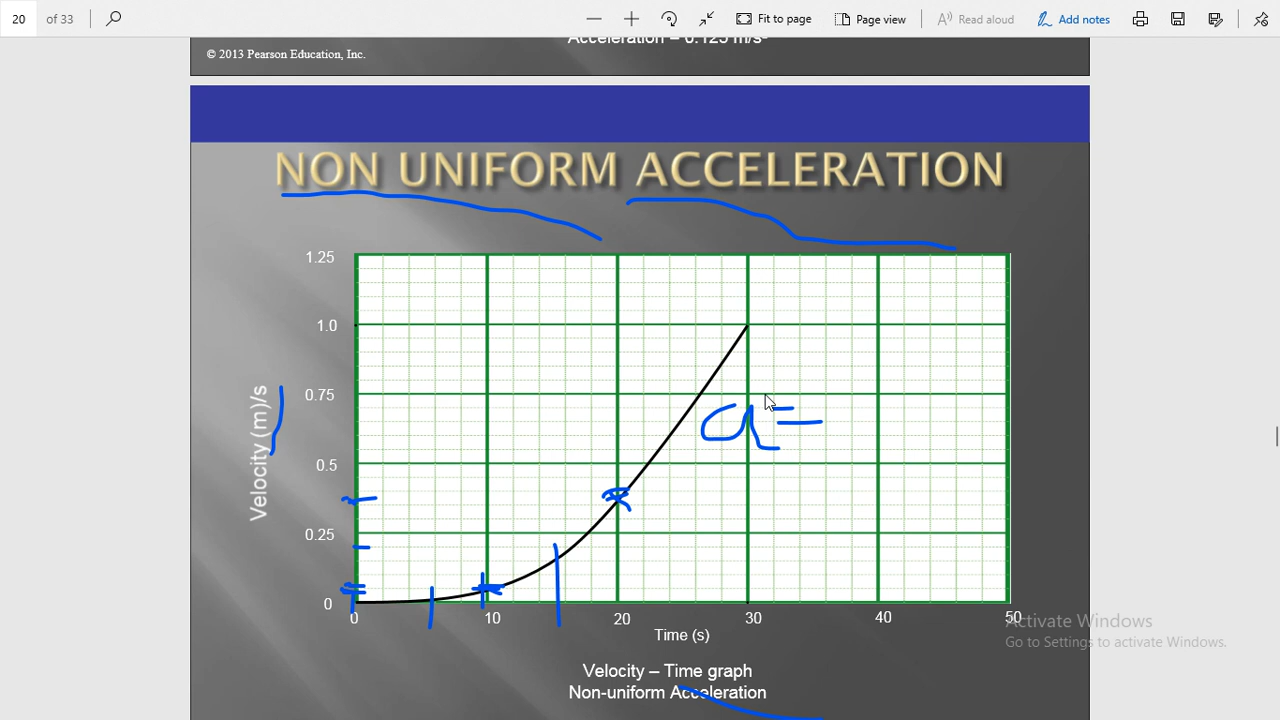 20 of 33
Fit to page
Page view
Read aloud
Add notes
© 2013 Pearson Education, Inc.
NON UNIFORM ACCELERATION
1.25
1.0
0.75
0.5
0.25
0
Velocity (m)/s
a=
0 10 20 30 40 50
Time (s)
Velocity – Time graph
Non-uniform Acceleration
Activate Windows
Go to Settings to activate Windows.